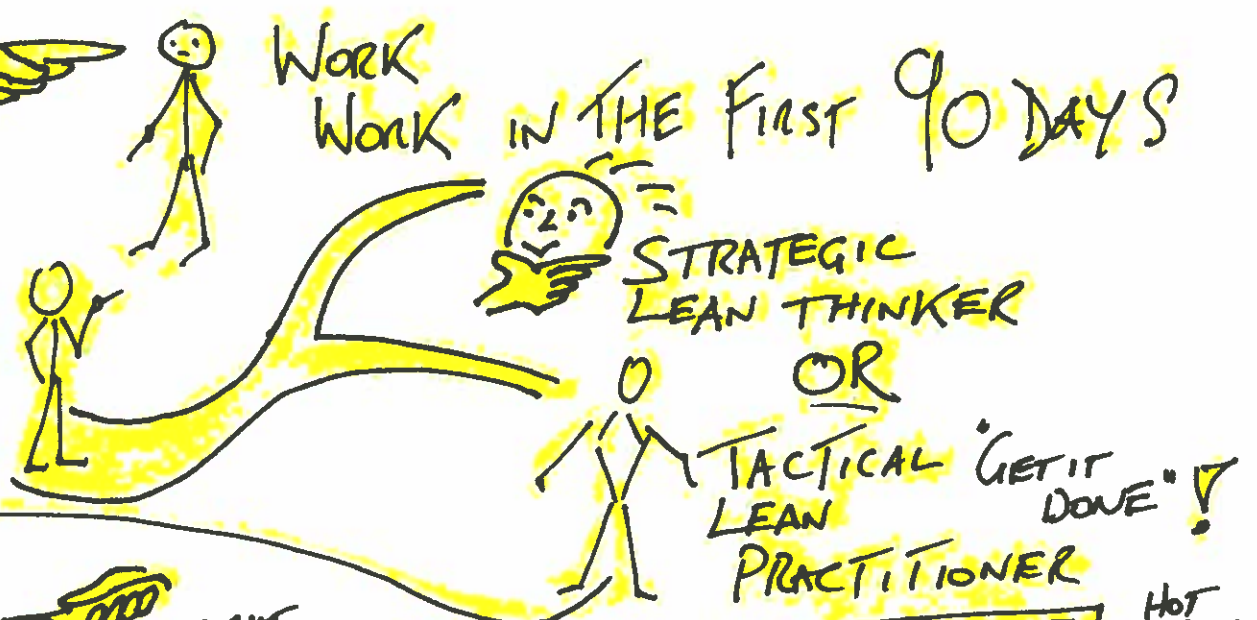 WORK
WORK IN THE FIRST 90 DAYS
STRATEGIC
LEAN THINKER
OR
TACTICAL "GET IT
LEAN DONE"!
PRACTITIONER
HOT